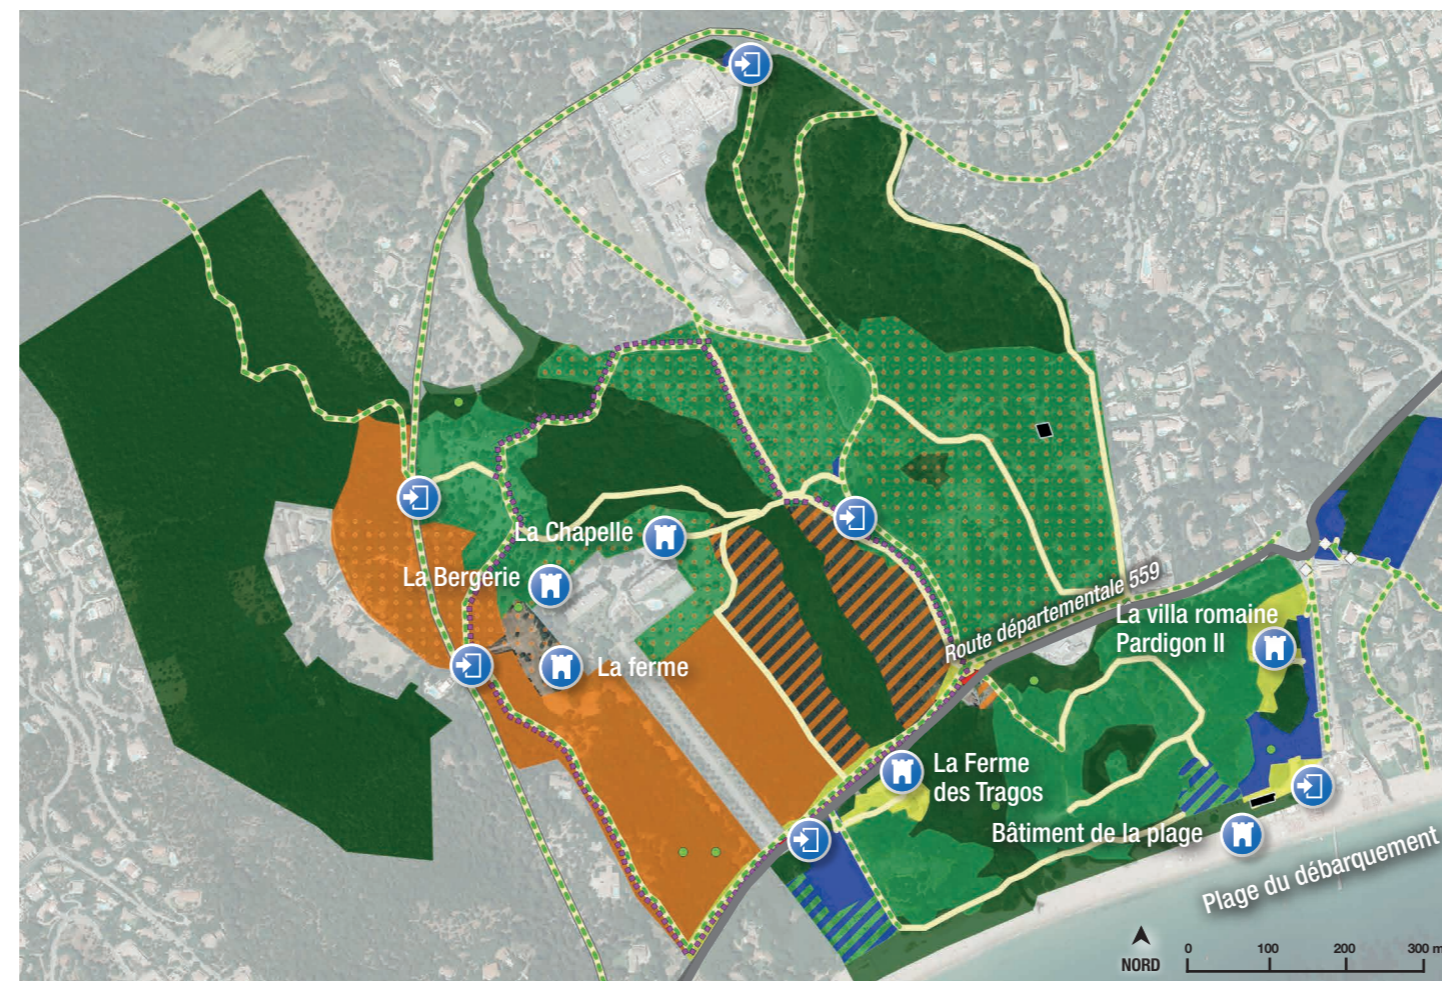 La Chapelle
La Bergerie
La ferme
Route départementale 559
La villa romaine
Pardigon II
La Ferme
des Tragos
Bâtiment de la plage
Plage du débarquement
NORD
0 100 200 300 m